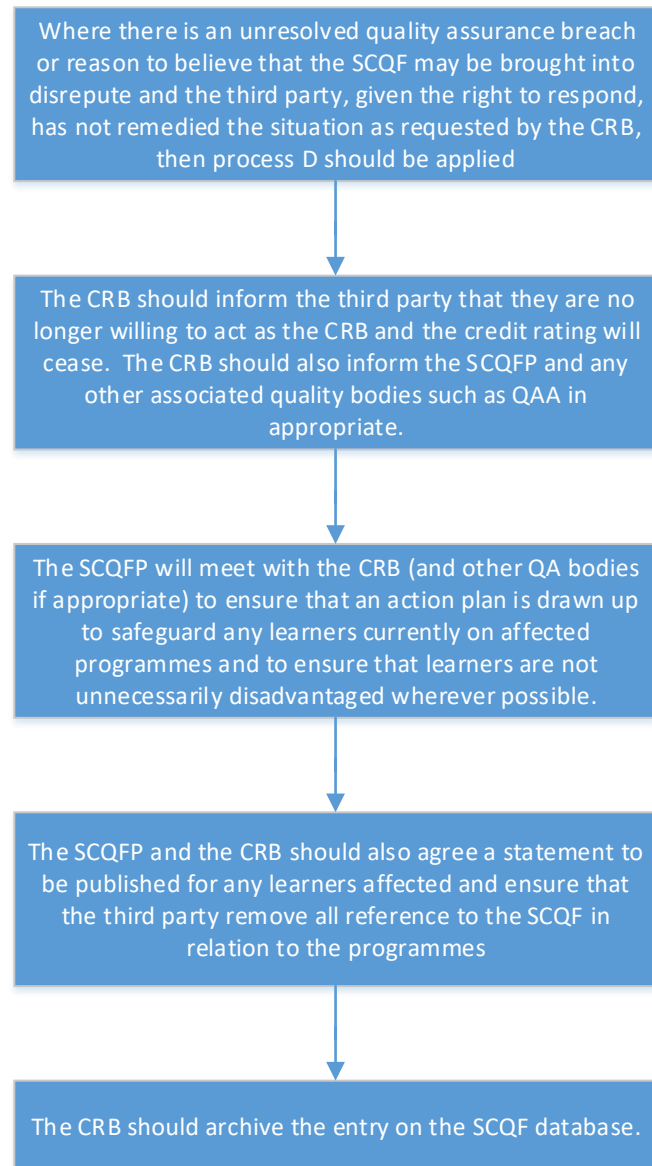 Where there is an unresolved quality assurance breach
or reason to believe that the SCQF may be brought into
disrepute and the third party, given the right to respond,
has not remedied the situation as requested by the CRB,
then process D should be applied
The CRB should inform the third party that they are no
longer willing to act as the CRB and the credit rating will
cease.  The CRB should also inform the SCQFP and any
other associated quality bodies such as QAA in
appropriate.
The SCQFP will meet with the CRB (and other QA bodies
if appropriate) to ensure that an action plan is drawn up
to safeguard any learners currently on affected
programmes and to ensure that learners are not
unnecessarily disadvantaged wherever possible.
The SCQFP and the CRB should also agree a statement to
be published for any learners affected and ensure that
the third party remove all reference to the SCQF in
relation to the programmes
The CRB should archive the entry on the SCQF database.